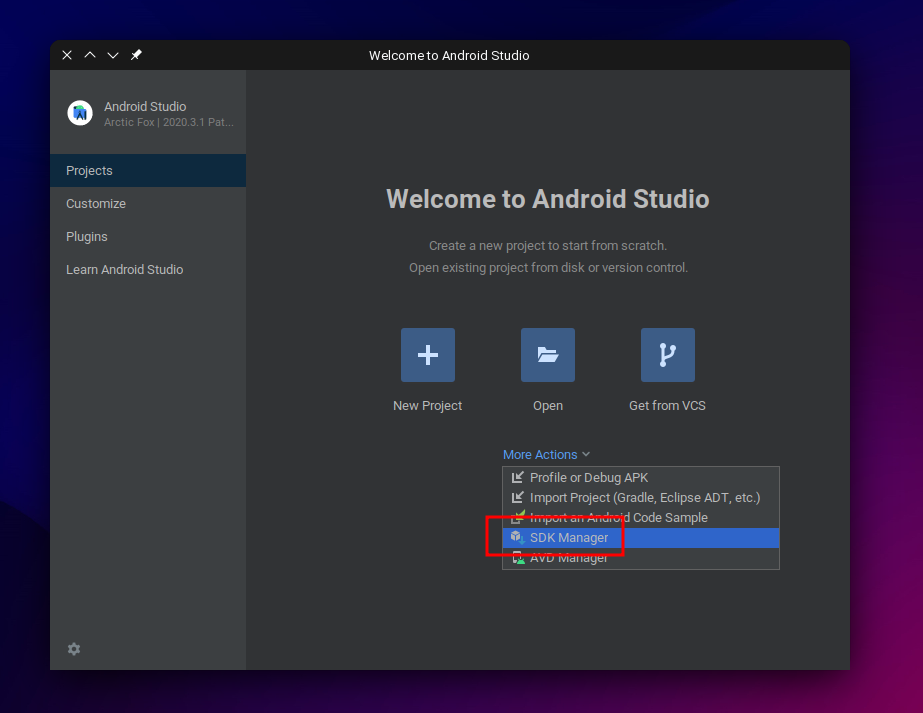 Welcome to Android Studio
Android Studio
Arctic Fox | 2020.3.1 Pat...
Projects
Customize
Plugins
Learn Android Studio
Welcome to Android Studio
Create a new project to start from scratch.
Open existing project from disk or version control.
New Project
Open
Get from VCS
More Actions
Profile or Debug APK
Import Project (Gradle, Eclipse ADT, etc.)
Import an Android Code Sample
SDK Manager
AVD Manager